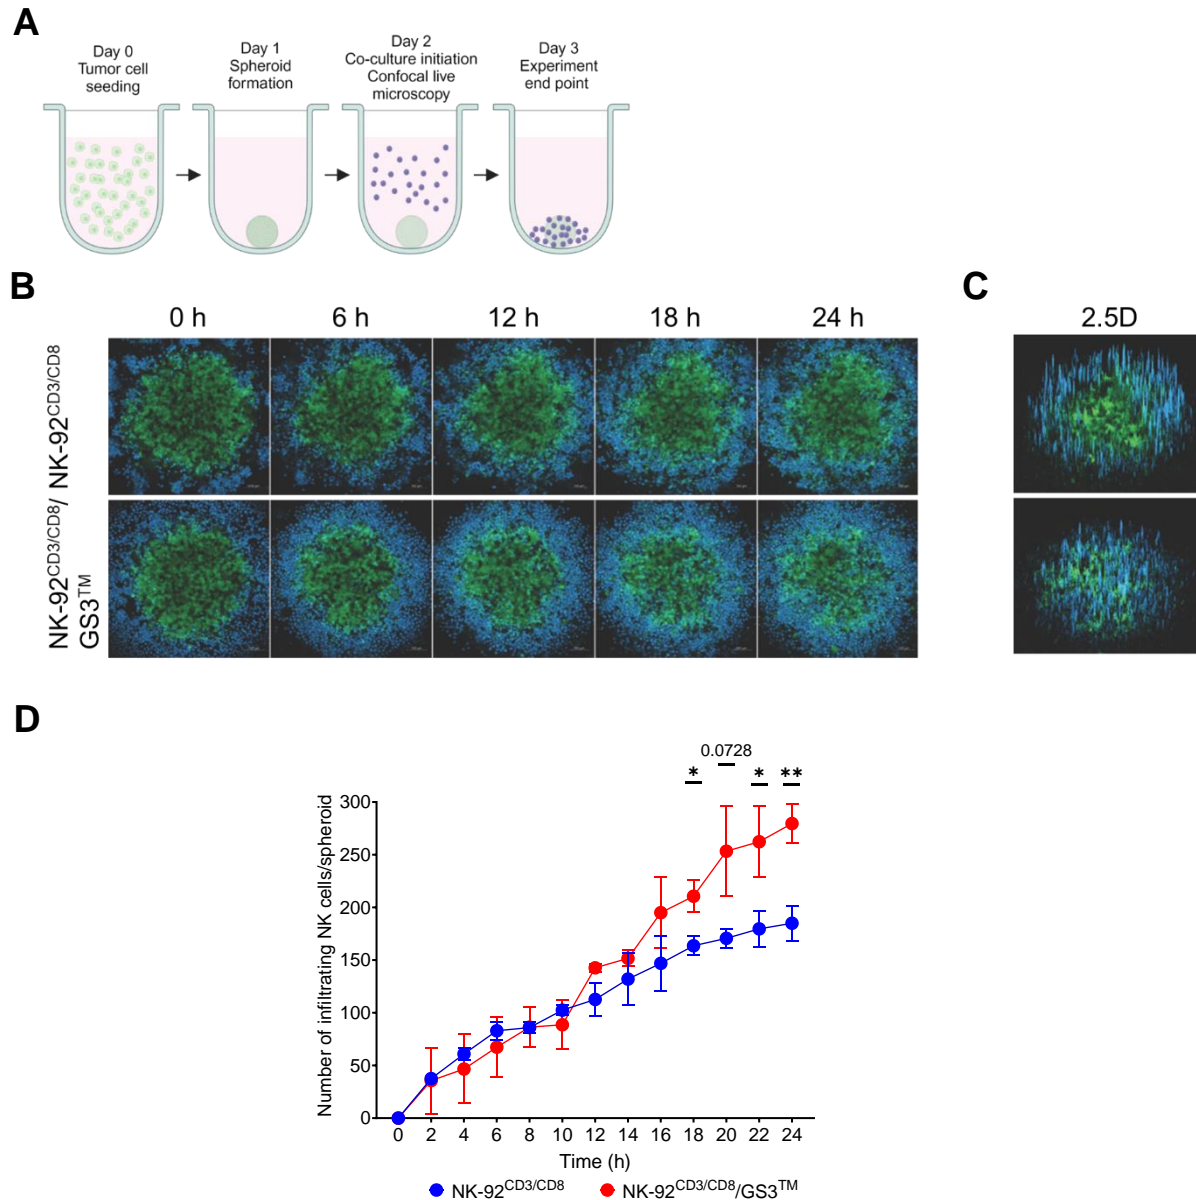 A
Day 0
Tumor cell
seeding
Day 1
Spheroid
formation
Day 2
Co-culture initiation
Confocal live
microscopy
Day 3
Experiment
end point
B
0 h
6 h
12 h
18 h
24 h
NK-92CD3/CD8
NK-92CD3/CD8/
GS3TM
C
2.5D
D
0.0728
*
*
**
Number of infiltrating NK cells/spheroid
300
250
200
150
100
50
0
0 2 4 6 8 10 12 14 16 18 20 22 24
Time (h)
NK-92CD3/CD8
NK-92CD3/CD8/GS3TM